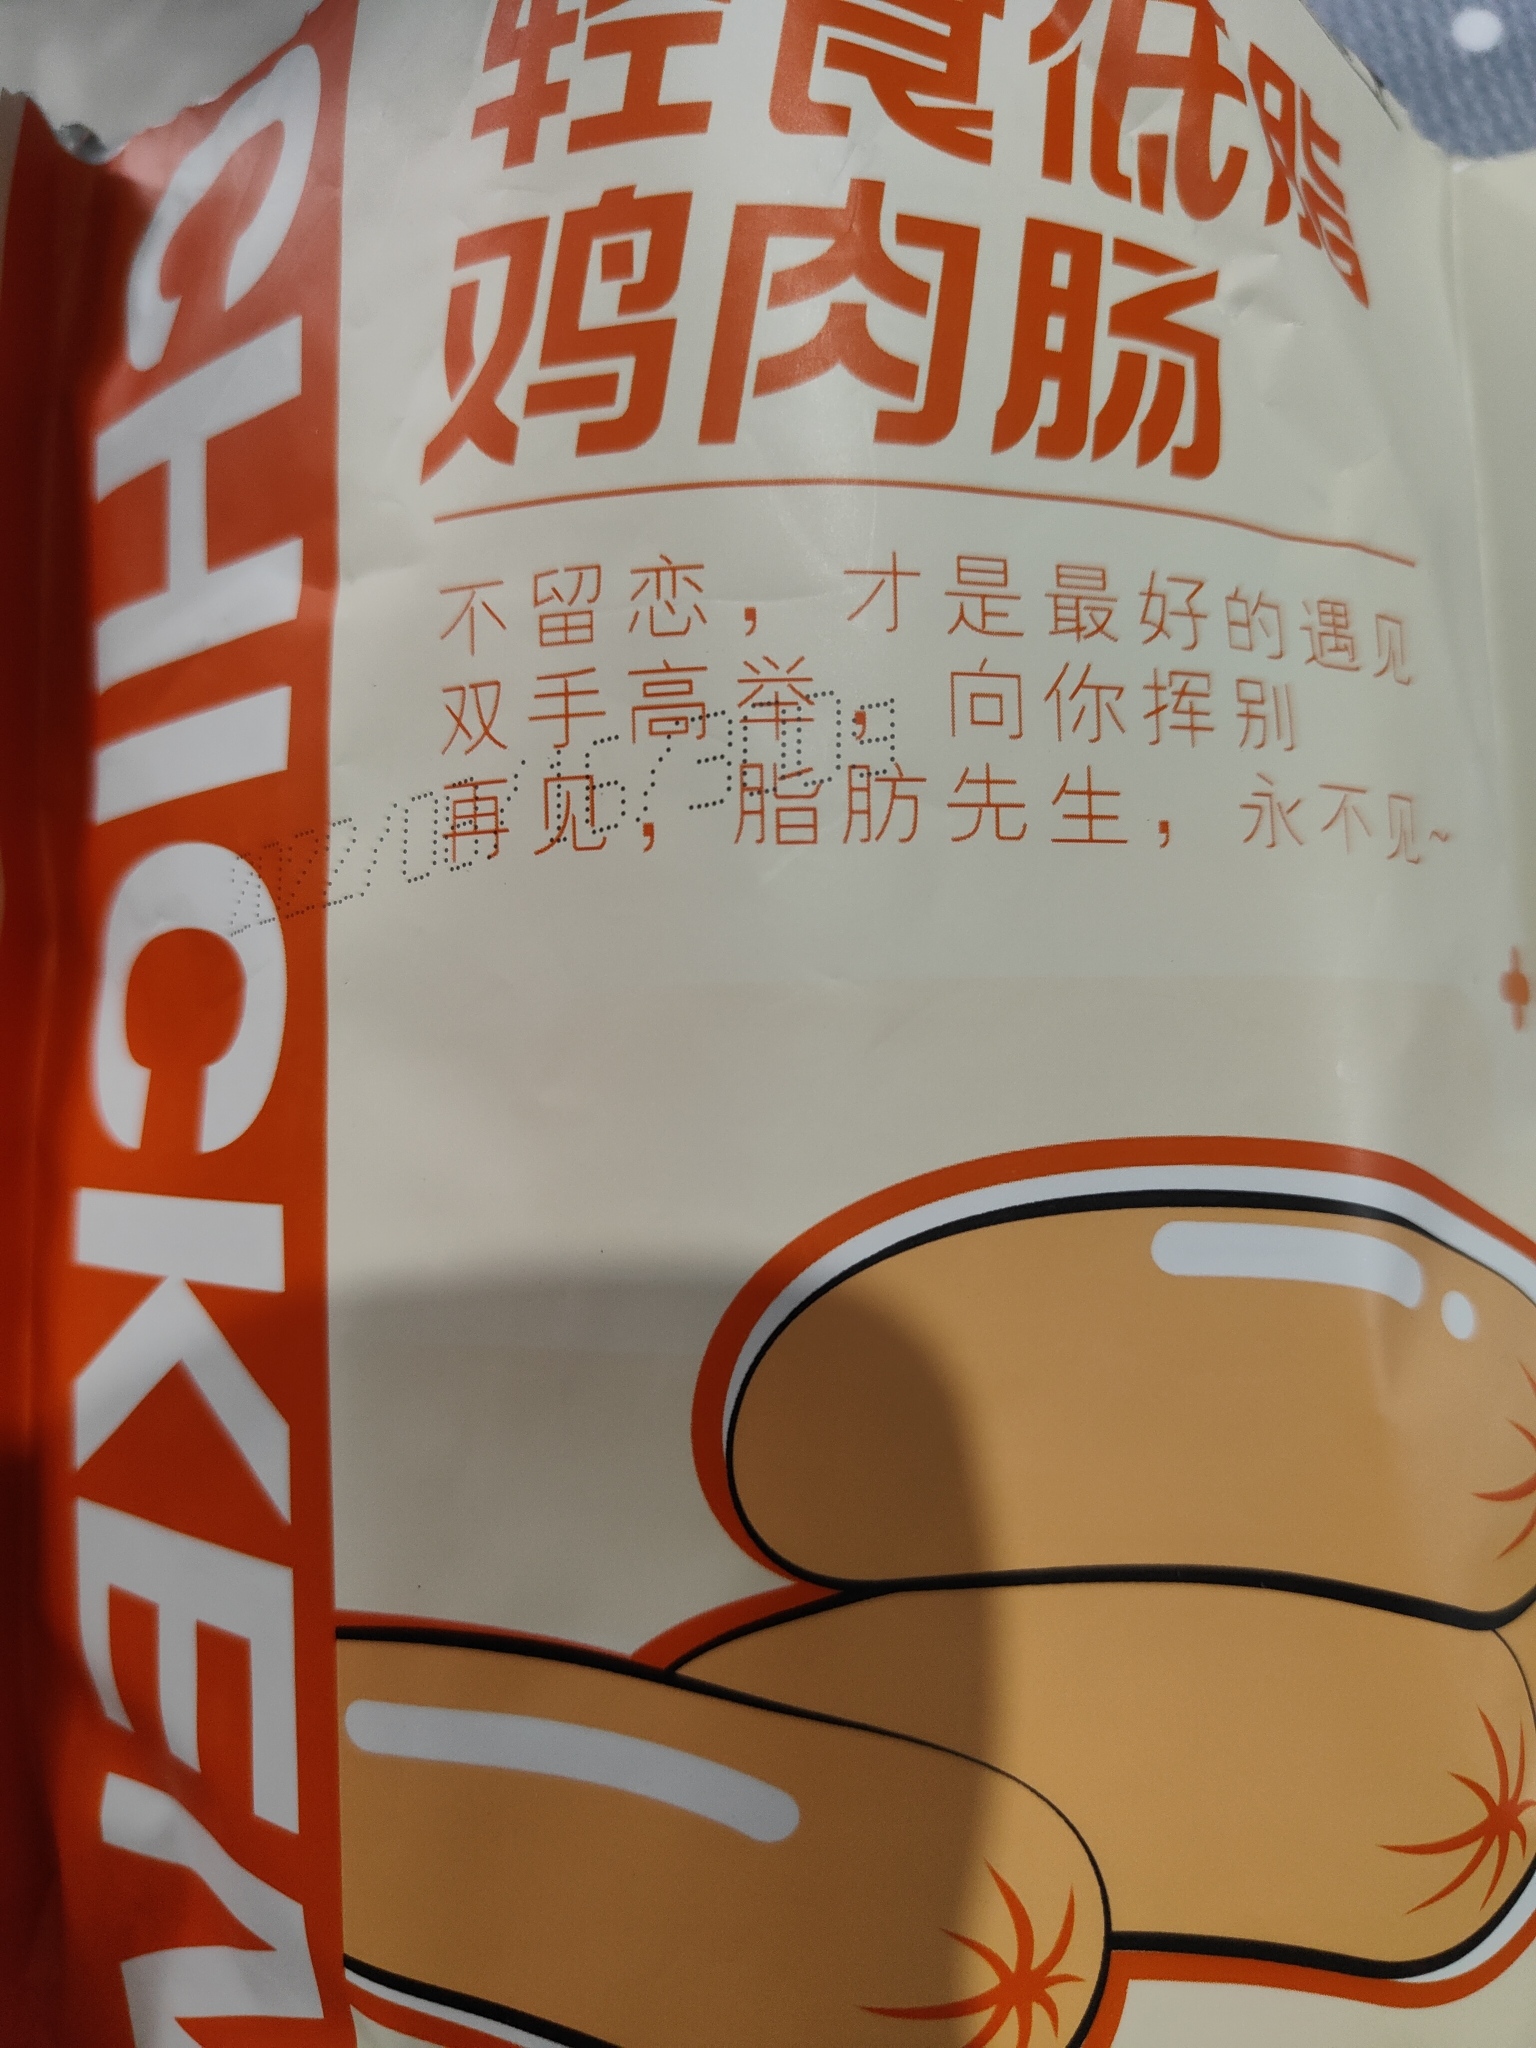 轻食低脂
鸡肉肠
不留恋，才是最好的遇见
双手高举，向你挥别
再见，脂肪先生，永不见~
CHICKEN